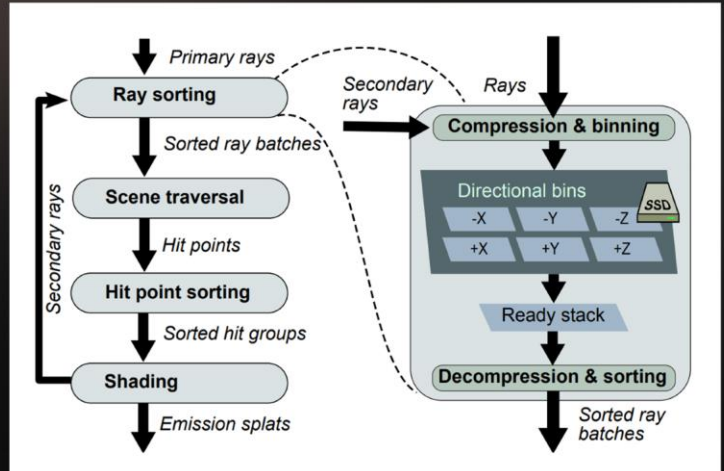 Primary rays
Ray sorting
Sorted ray batches
Scene traversal
Hit points
Hit point sorting
Sorted hit groups
Shading
Emission splats
Secondary rays
Secondary
rays
Rays
Compression & binning
Directional bins
SSD
-X -Y -Z
+X +Y +Z
Ready stack
Decompression & sorting
Sorted ray
batches